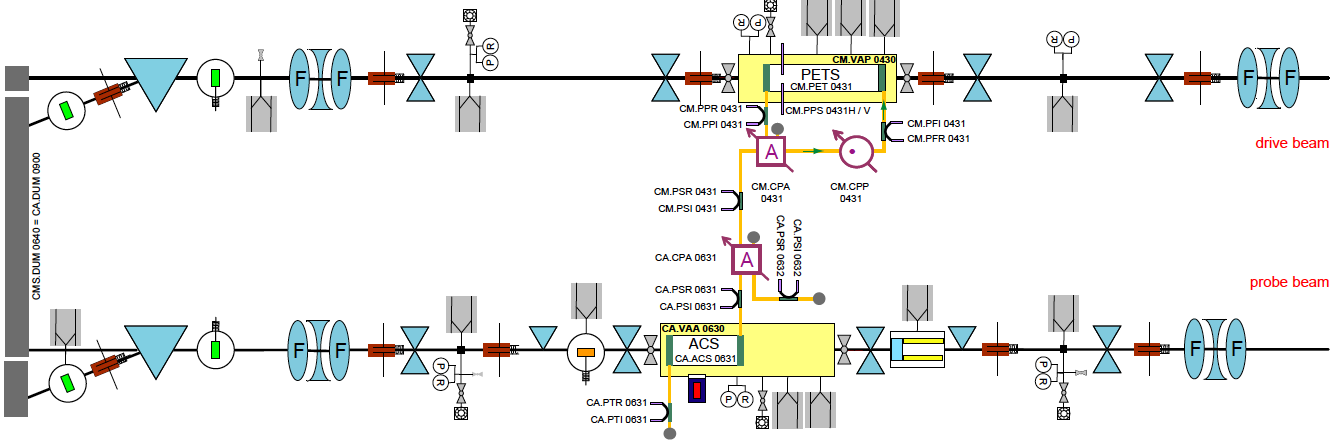 R P
P R
R P
CM.VAP 0430
F F
PETS
CM.PET 0431
F F
CM.PPR 0431
CM.PPI 0431
CM.PPS 0431H / V
CM.PFI 0431
CM.PFR 0431
drive beam
A
CM.CPA
0431
CM.CPP
0431
CM.PSR 0431
CM.PSI 0431
CMS.DUM 0640 = CA.DUM 0900
CA.CPA 0631
A
CA.PSR 0632
CA.PSI 0632
probe beam
CA.PSR 0631
CA.PSI 0631
CA.VAA 0630
ACS
CA.ACS 0631
F F
F F
P
R
P
R
P R
CA.PTR 0631
CA.PTI 0631